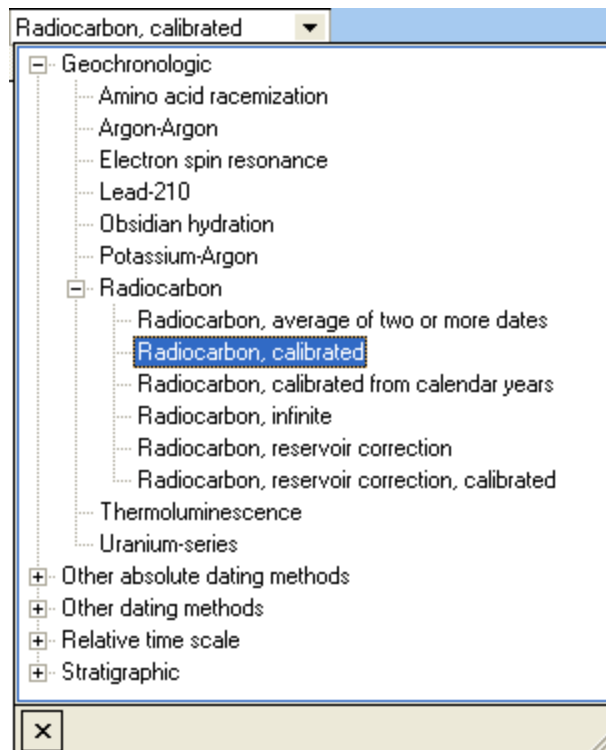 Radiocarbon, calibrated
Geochronologic
Amino acid racemization
Argon-Argon
Electron spin resonance
Lead-210
Obsidian hydration
Potassium-Argon
Radiocarbon
Radiocarbon, average of two or more dates
Radiocarbon, calibrated
Radiocarbon, calibrated from calendar years
Radiocarbon, infinite
Radiocarbon, reservoir correction
Radiocarbon, reservoir correction, calibrated
Thermoluminescence
Uranium-series
Other absolute dating methods
Other dating methods
Relative time scale
Stratigraphic